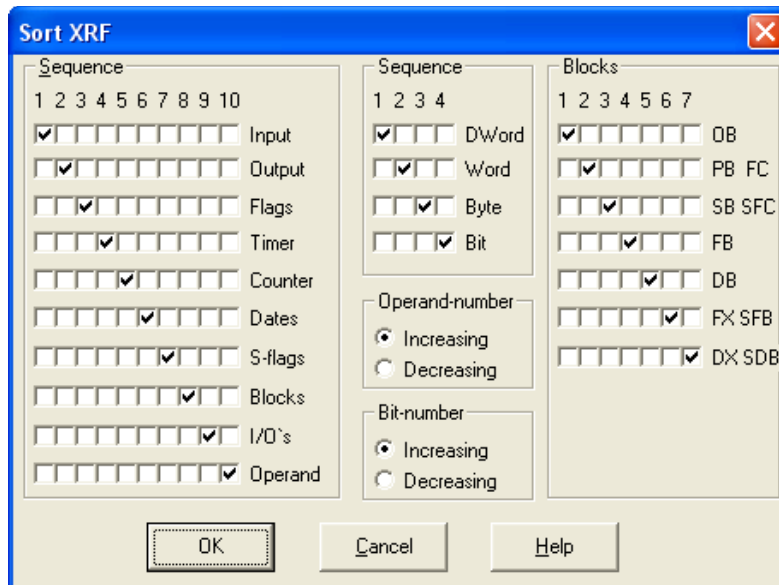 Sort XRF
Sequence
1 2 3 4 5 6 7 8 9 10
Input
Output
Flags
Timer
Counter
Dates
S-flags
Blocks
I/O`s
Operand
Sequence
1 2 3 4
DWord
Word
Byte
Bit
Operand-number
Increasing
Decreasing
Bit-number
Increasing
Decreasing
Blocks
1 2 3 4 5 6 7
OB
PB FC
SB SFC
FB
DB
FX SFB
DX SDB
OK
Cancel
Help